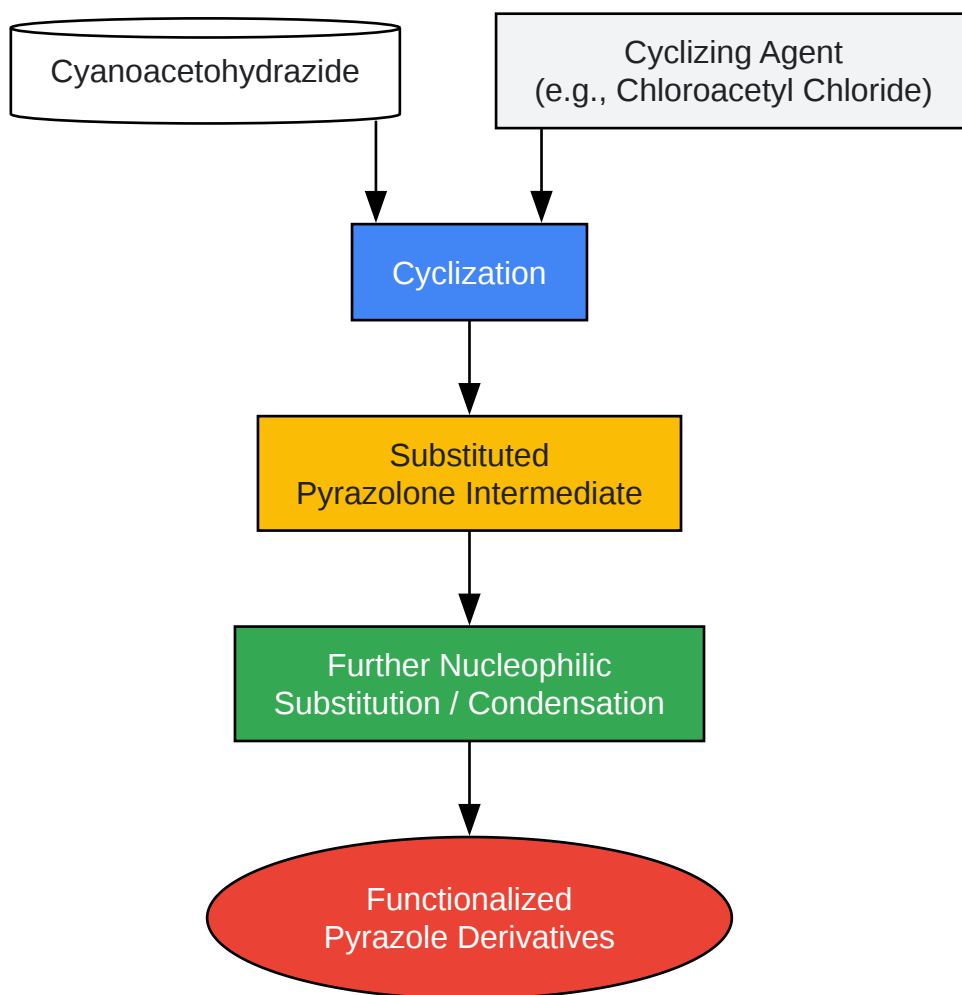 Cyanoacetohydrazide
Cyclizing Agent
(e.g., Chloroacetyl Chloride)
Cyclization
Substituted
Pyrazolone Intermediate
Further Nucleophilic
Substitution / Condensation
Functionalized
Pyrazole Derivatives